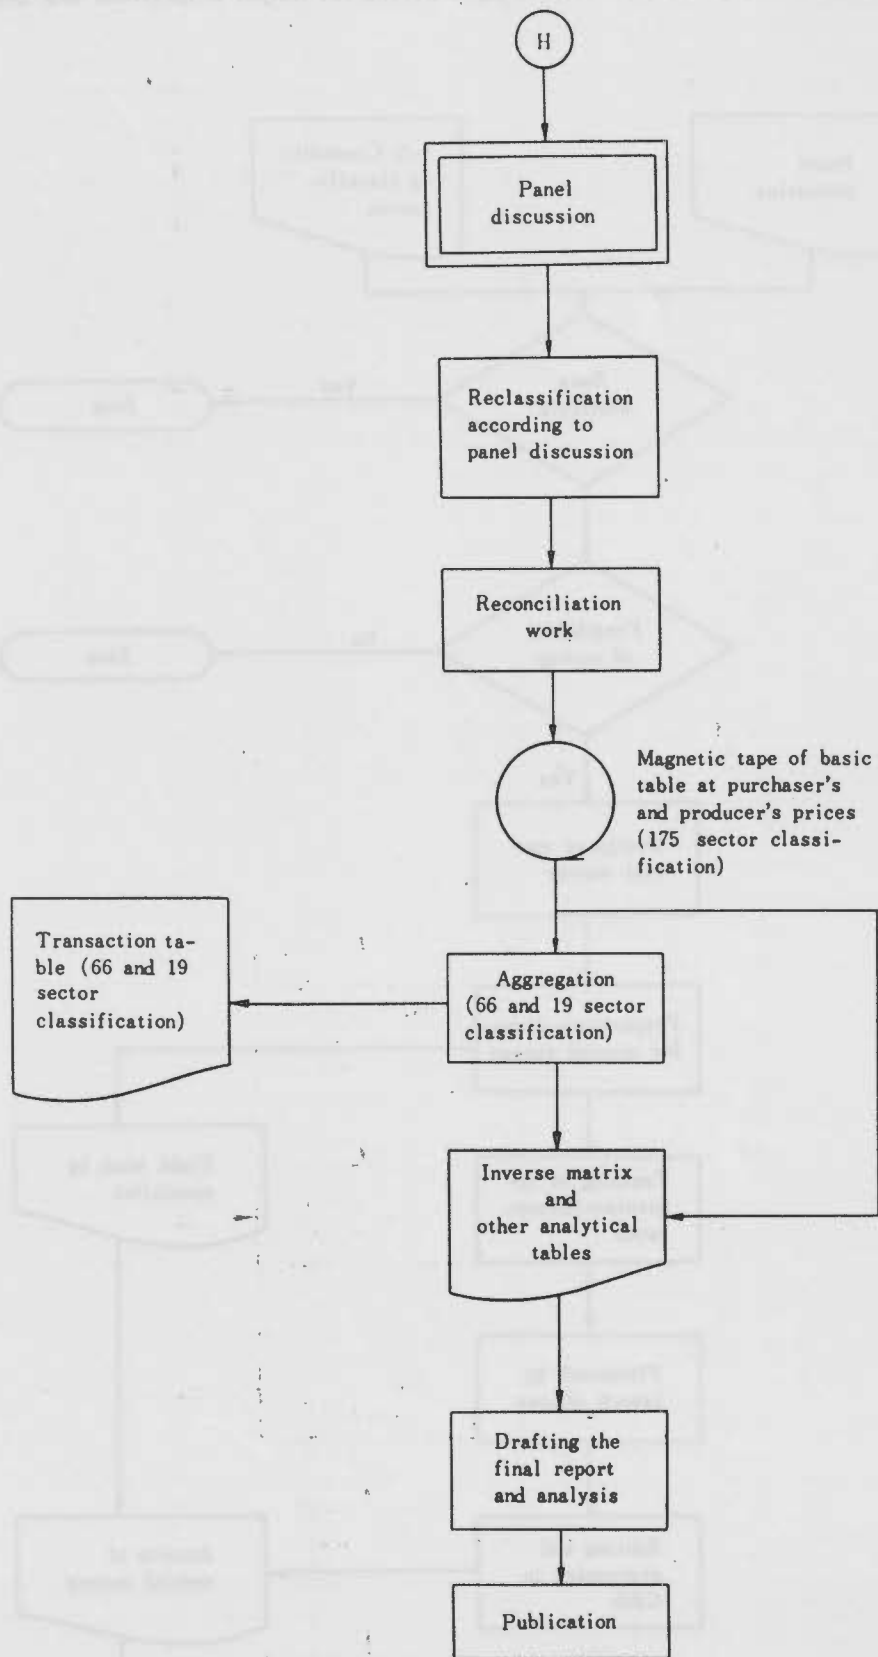 H
Panel
discussion
Reclassification
according to
panel discussion
Reconciliation
work
Magnetic tape of basic
table at purchaser's
and producer's prices
(175 sector classi-
fication)
Transaction ta-
ble (66 and 19
sector
classification)
Aggregation
(66 and 19 sector
classification)
Inverse matrix
and
other analytical
tables
Drafting the
final report
and analysis
Publication